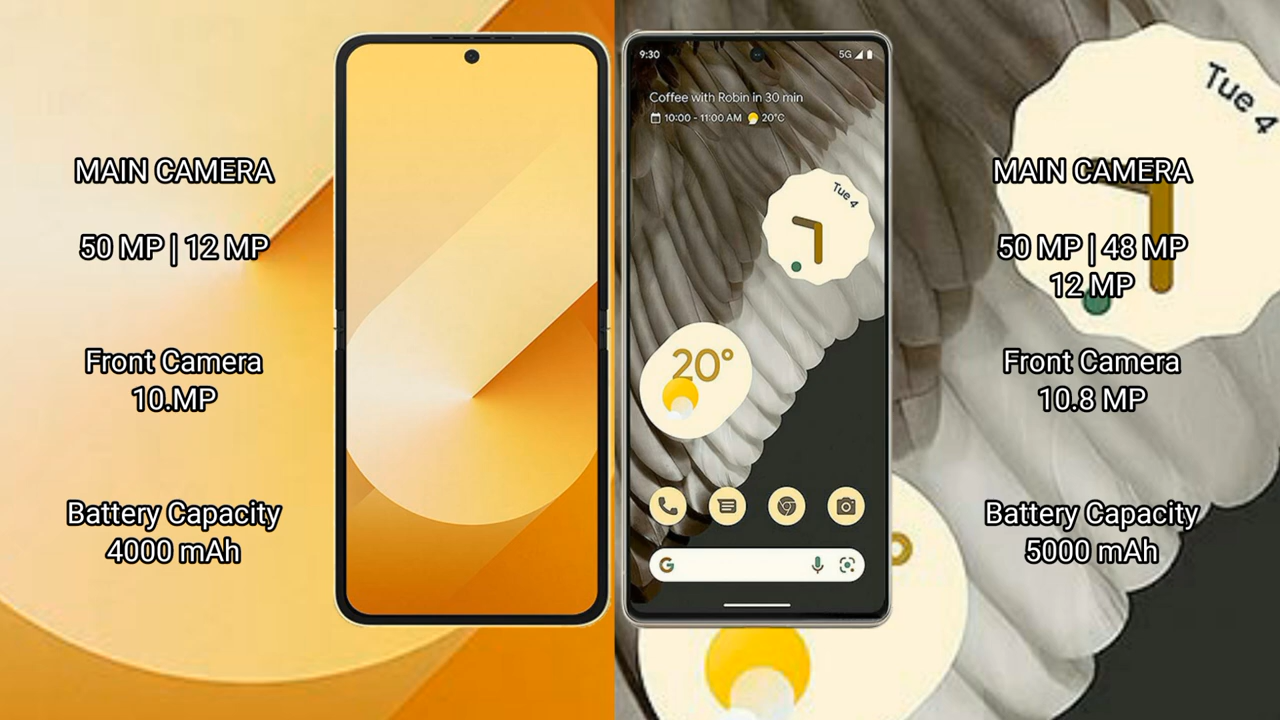 MAIN CAMERA
50 MP | 12 MP
Front Camera
10.MP
Battery Capacity
4000 mAh
9:30
5G
Coffee with Robin in 30 min
10:00 - 11:00 AM 20°C
Tue 4
20°
G
Tue 4
MAIN CAMERA
50 MP | 48 MP
12 MP
Front Camera
10.8 MP
Battery Capacity
5000 mAh